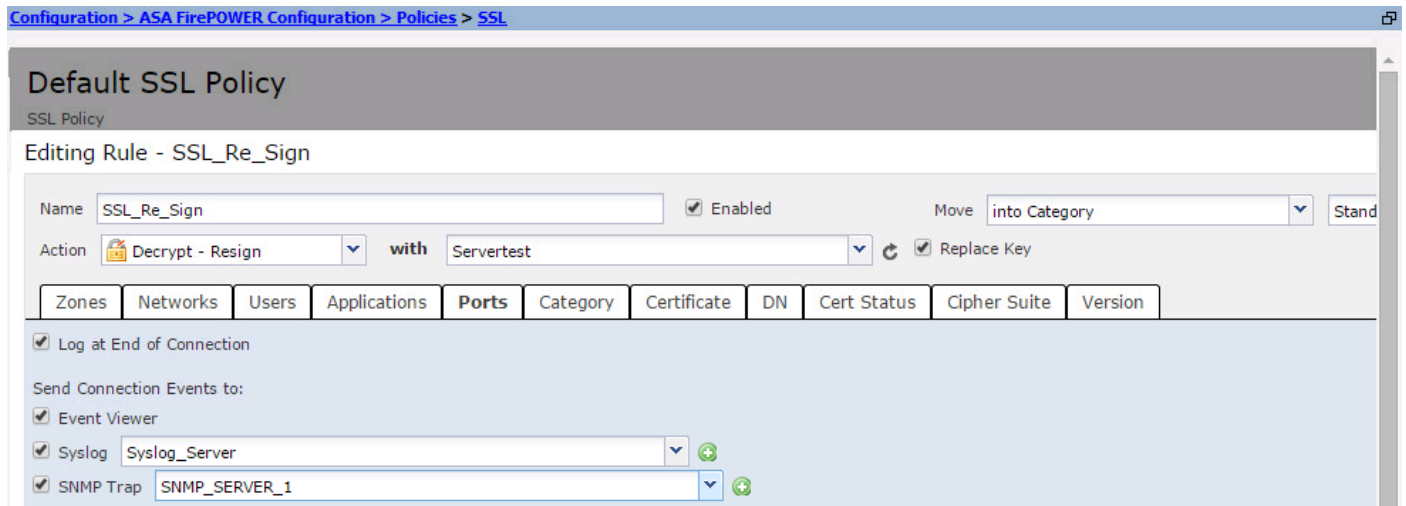 Configuration > ASA FirePOWER Configuration > Policies > SSL
Default SSL Policy
SSL Policy
Editing Rule - SSL_Re_Sign
Name SSL_Re_Sign Enabled Move into Category Stand
Action Decrypt - Resign with Servertest Replace Key
Zones Networks Users Applications Ports Category Certificate DN Cert Status Cipher Suite Version
Log at End of Connection
Send Connection Events to:
Event Viewer
Syslog Syslog_Server
SNMP Trap SNMP_SERVER_1